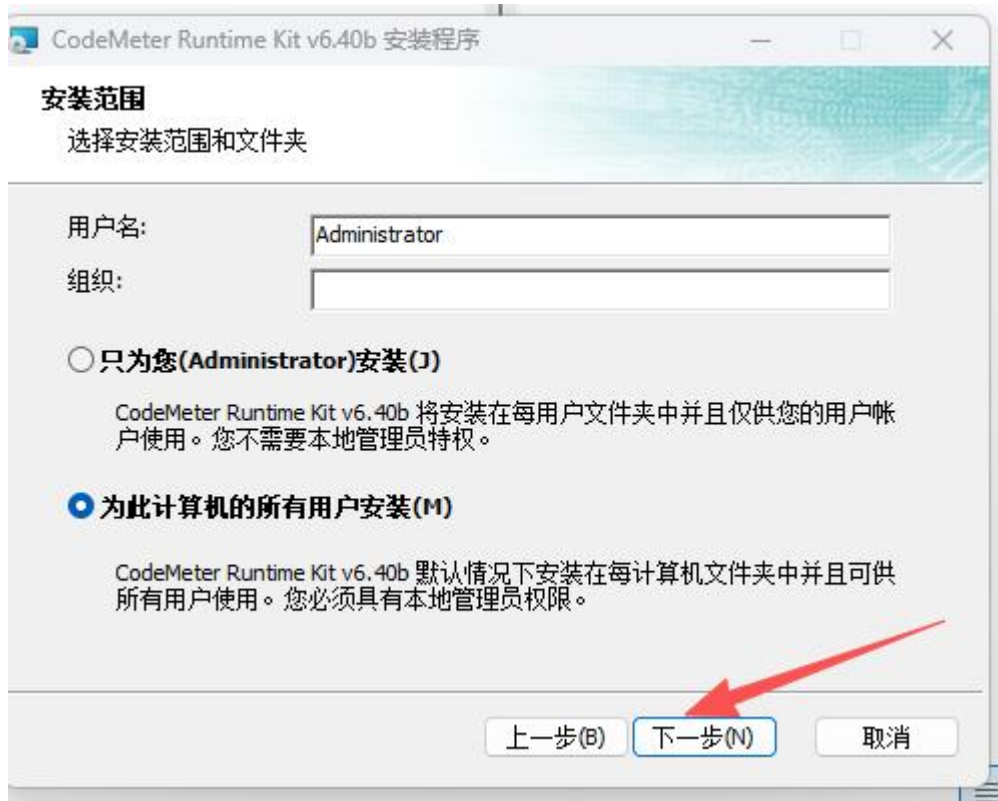 CodeMeter Runtime Kit v6.40b 安装程序
安装范围
选择安装范围和文件夹
用户名:
Administrator
组织:
只为您(Administrator)安装(J)
CodeMeter Runtime Kit v6.40b 将安装在每用户文件夹中并且仅供您的用户帐
户使用。您不需要本地管理员特权。
为此计算机的所有用户安装(M)
CodeMeter Runtime Kit v6.40b 默认情况下安装在每计算机文件夹中并且可供
所有用户使用。您必须具有本地管理员权限。
上一步(B) 下一步(N) 取消